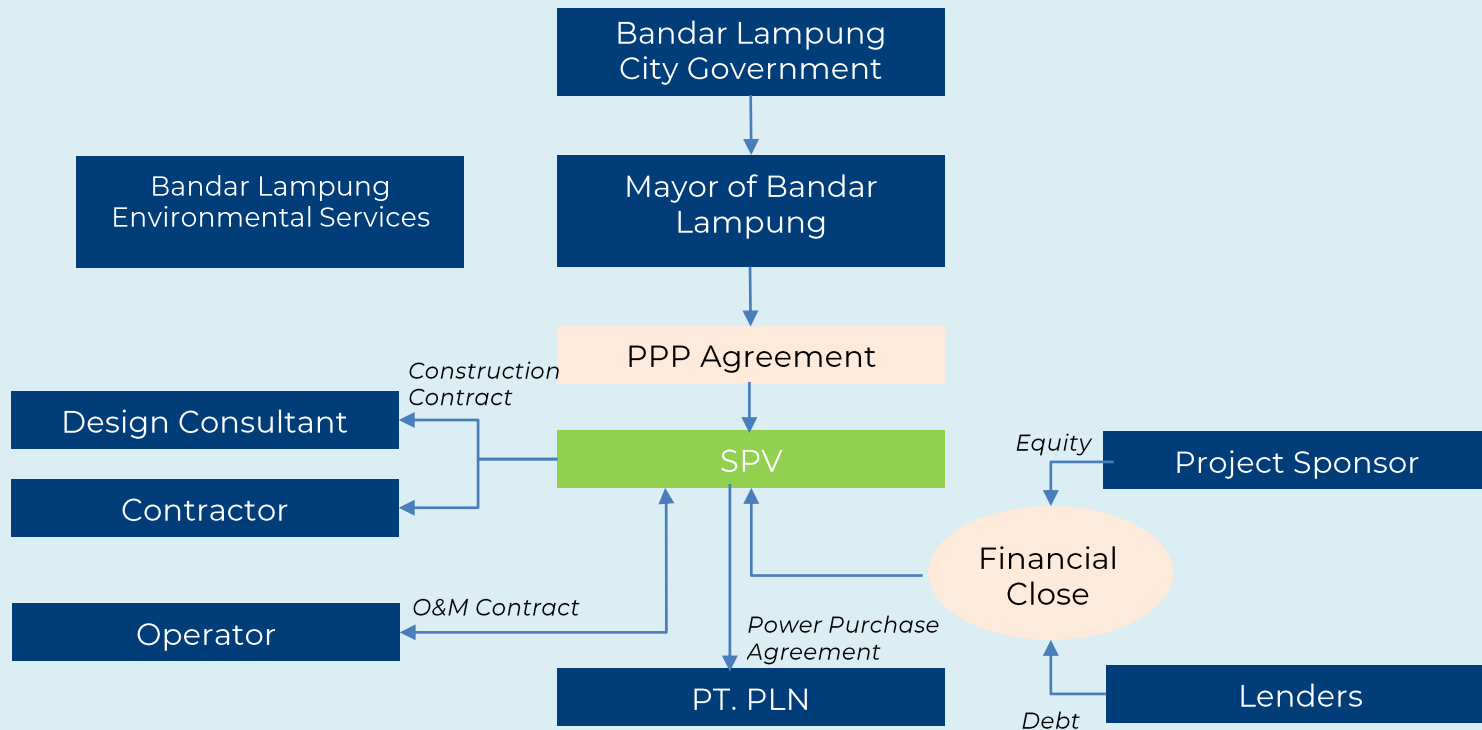 Bandar Lampung
City Government
Bandar Lampung
Environmental Services
Mayor of Bandar
Lampung
PPP Agreement
Construction
Contract
Design Consultant
SPV
Equity
Project Sponsor
Contractor
Financial
Close
O&M Contract
Operator
Power Purchase
Agreement
PT. PLN
Lenders
Debt